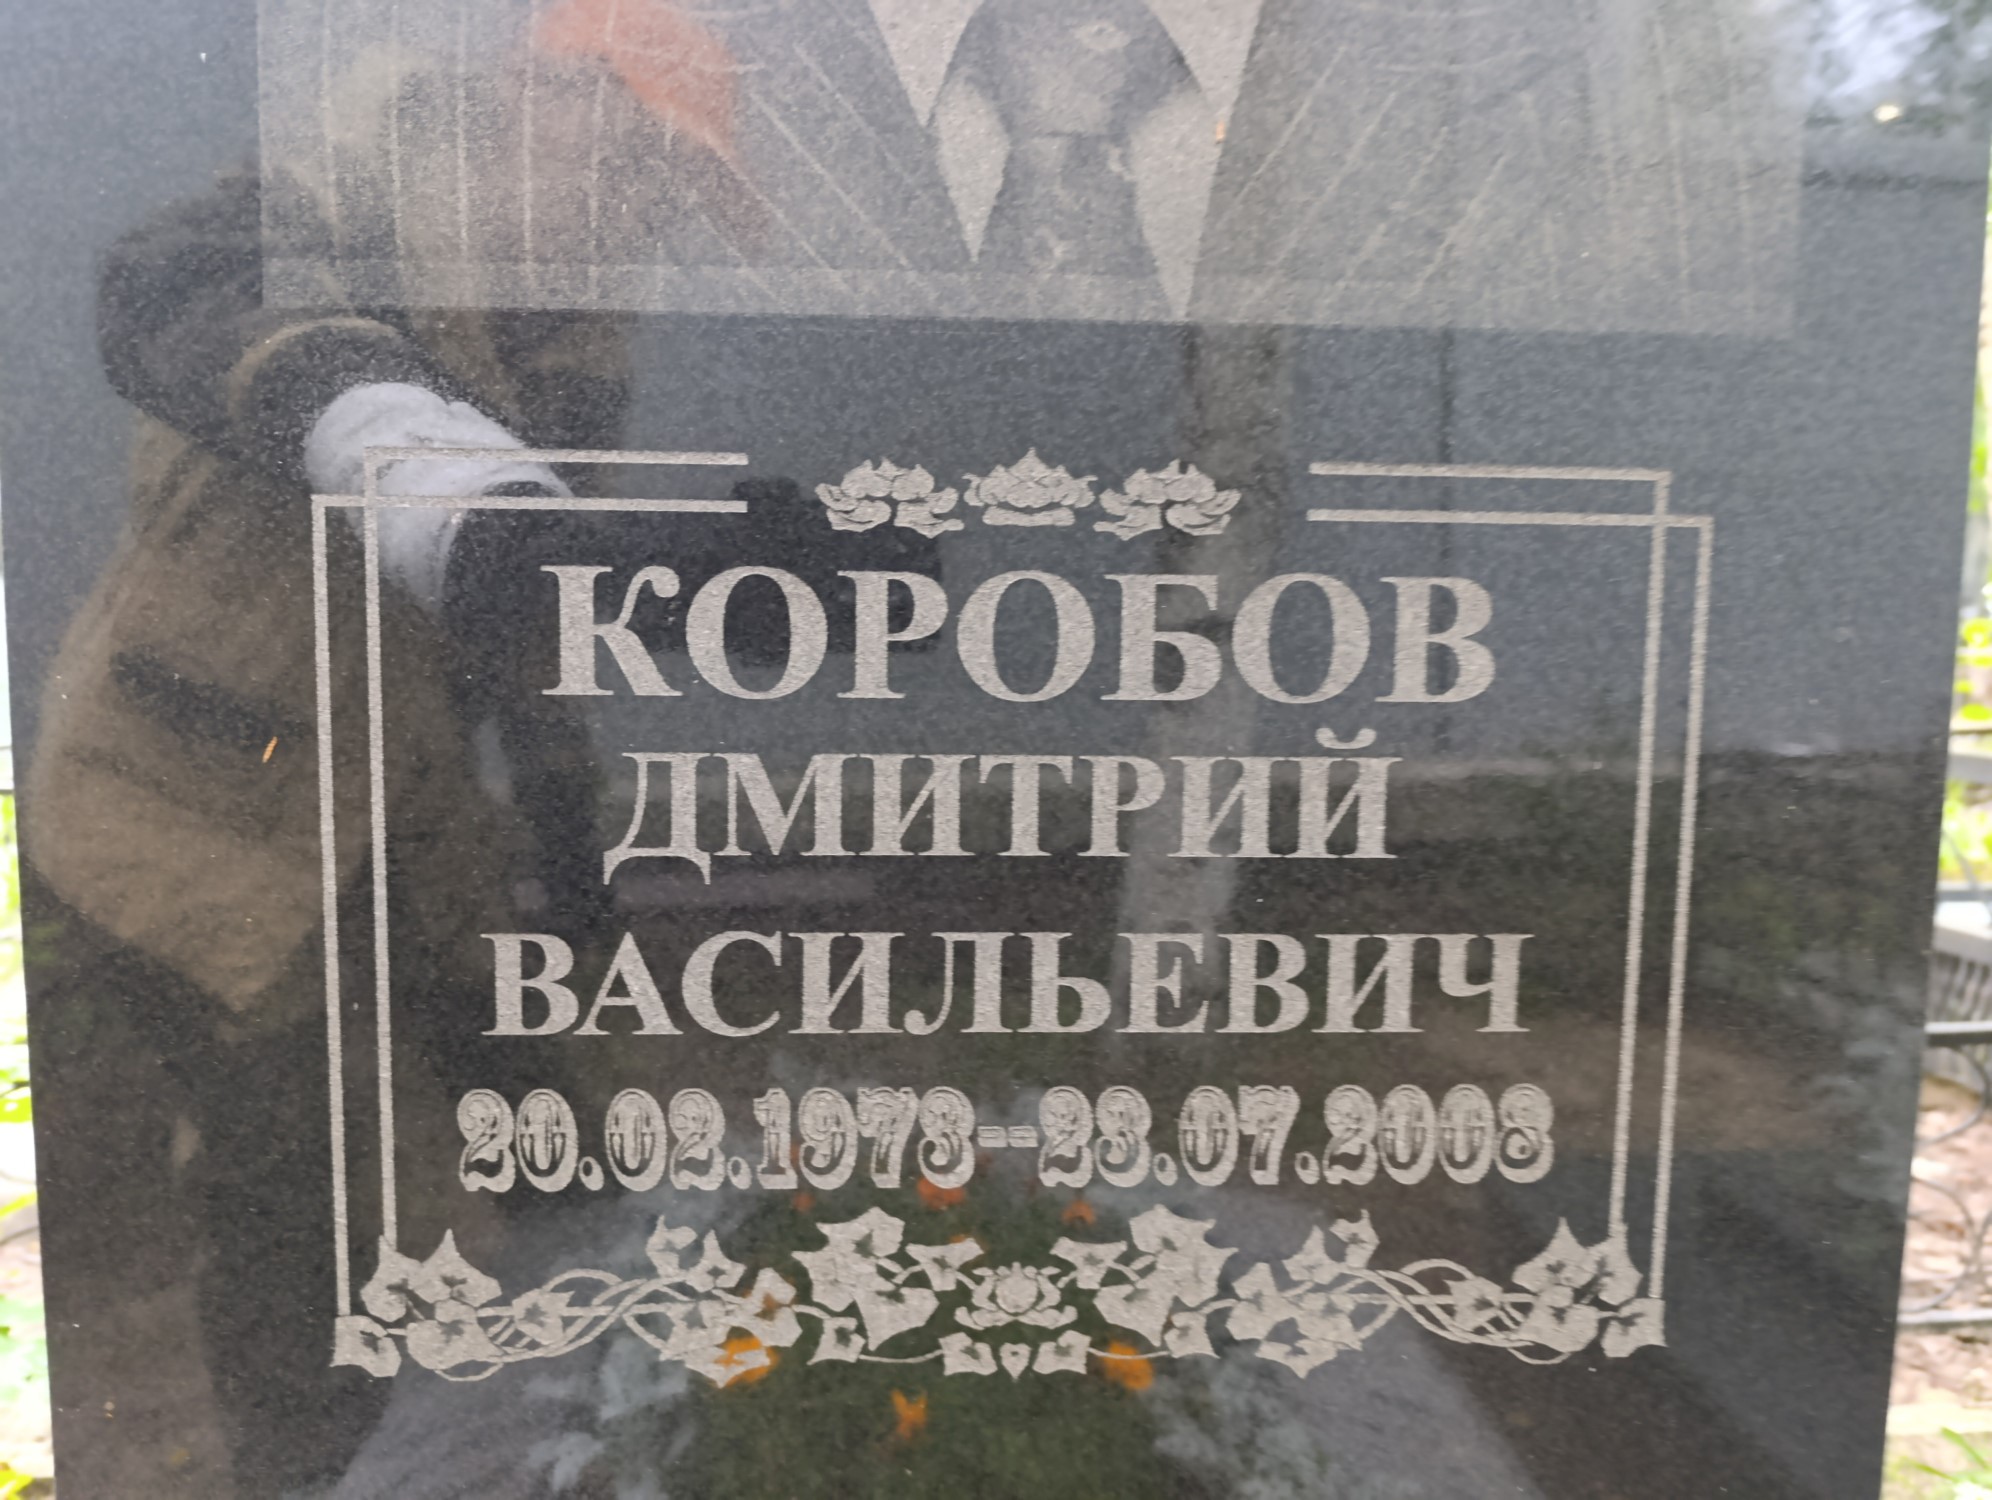 КОРОБОВ
ДМИТРИЙ
ВАСИЛЬЕВИЧ
20.02.1973--23.07.2008